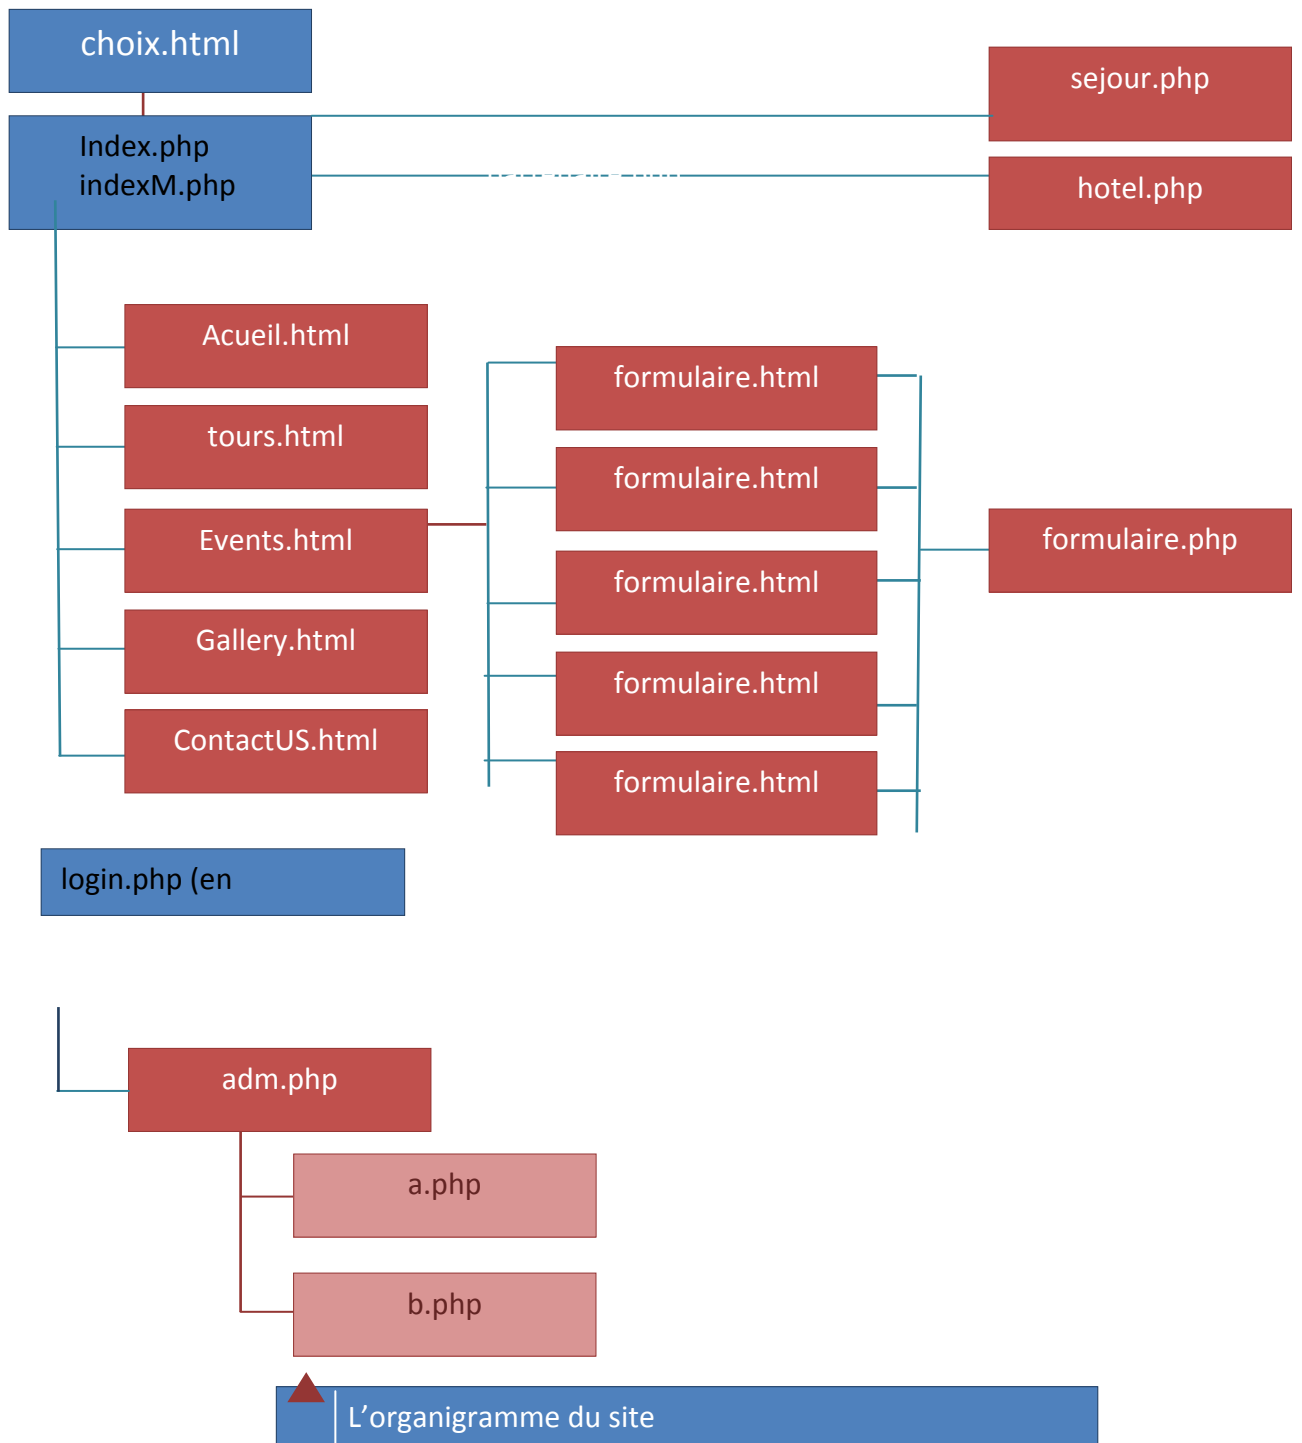 choix.html
sejour.php
Index.php
indexM.php
hotel.php
Acueil.html
formulaire.html
tours.html
formulaire.html
Events.html
formulaire.php
formulaire.html
Gallery.html
formulaire.html
ContactUS.html
formulaire.html
login.php (en
adm.php
a.php
b.php
L'organigramme du site